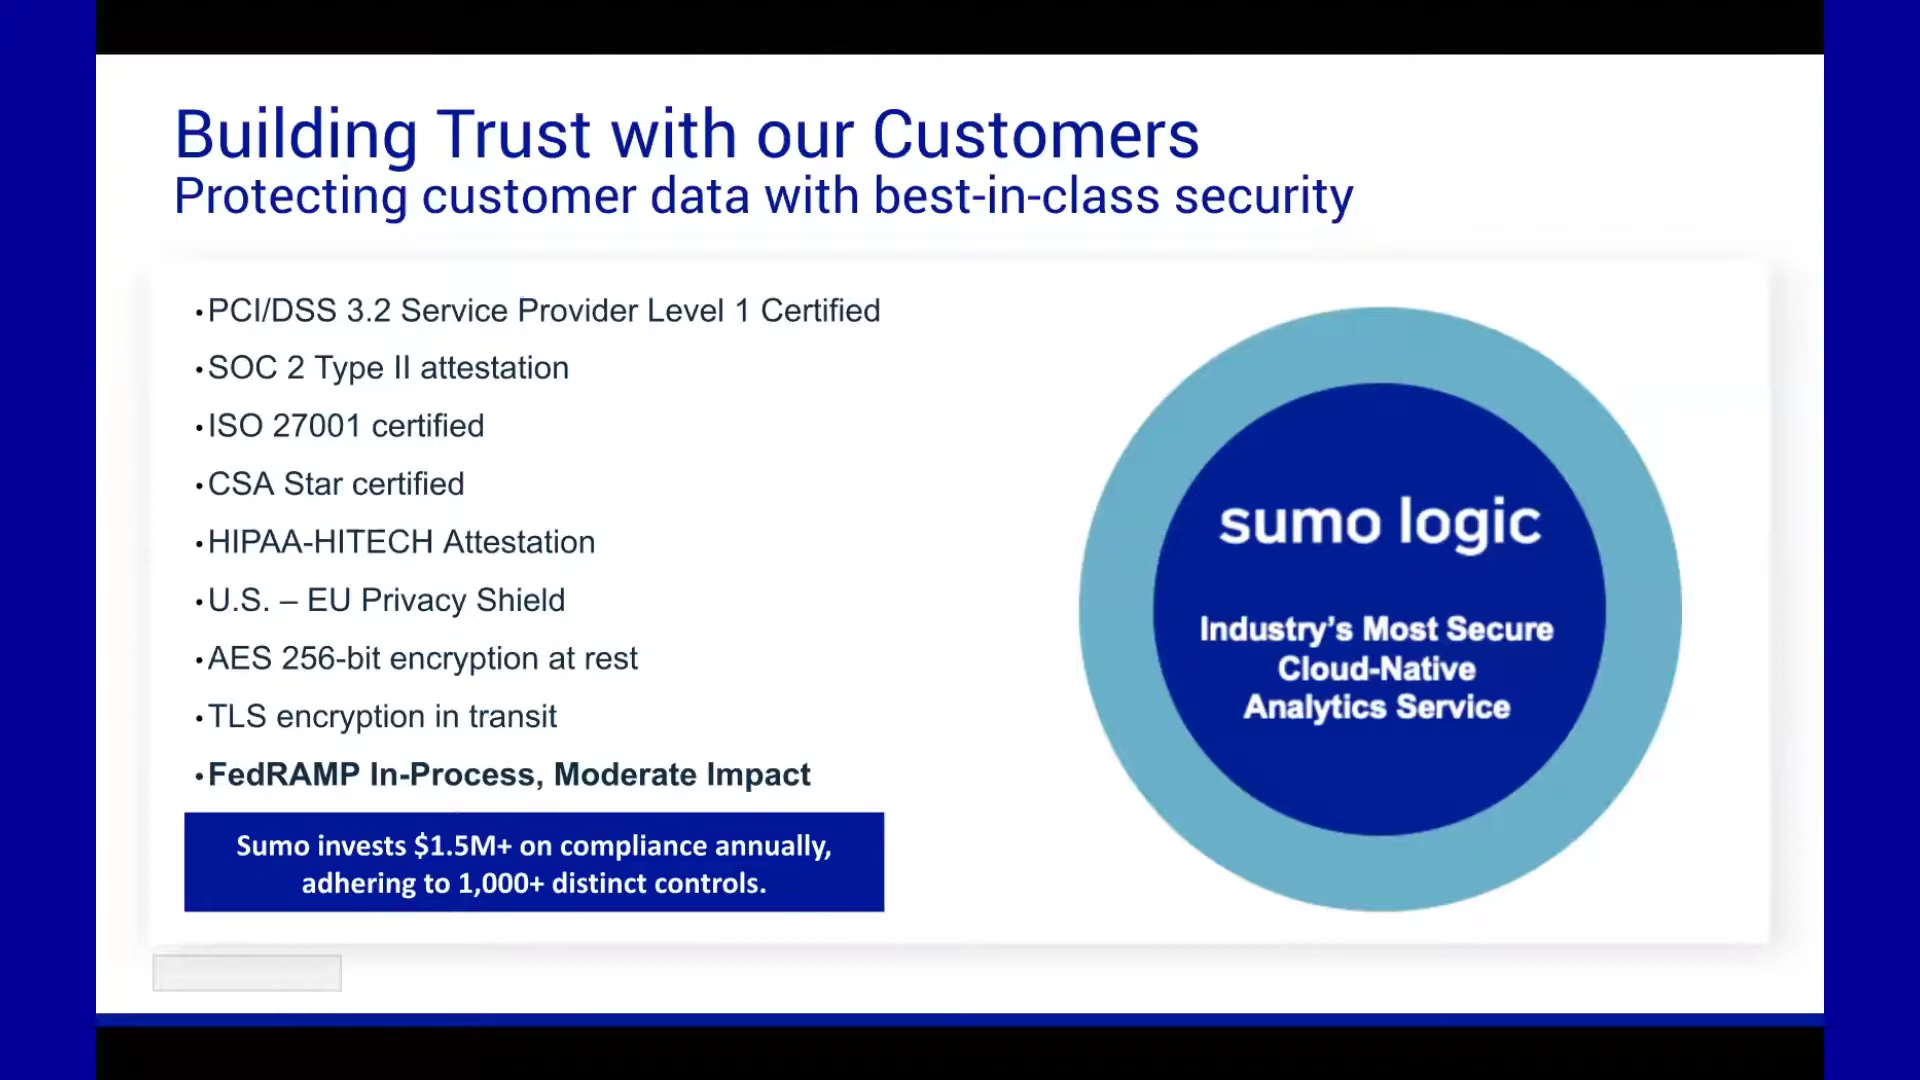 Building Trust with our Customers
Protecting customer data with best-in-class security
•PCI/DSS 3.2 Service Provider Level 1 Certified
•SOC 2 Type II attestation
•ISO 27001 certified
•CSA Star certified
•HIPAA-HITECH Attestation
•U.S. – EU Privacy Shield
•AES 256-bit encryption at rest
•TLS encryption in transit
•FedRAMP In-Process, Moderate Impact
Sumo invests $1.5M+ on compliance annually,
adhering to 1,000+ distinct controls.
sumo logic
Industry's Most Secure
Cloud-Native
Analytics Service